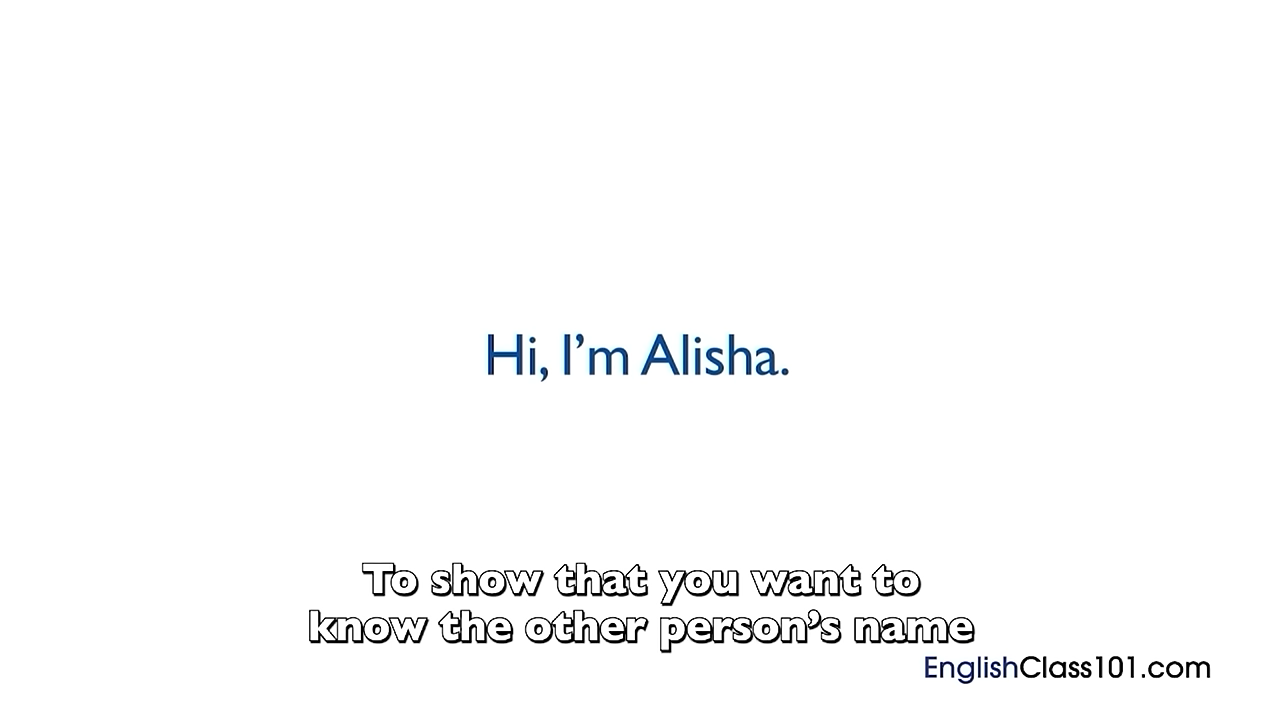 Hi, I’m Alisha.
To show that you want to
know the other person’s name
EnglishClass101.com